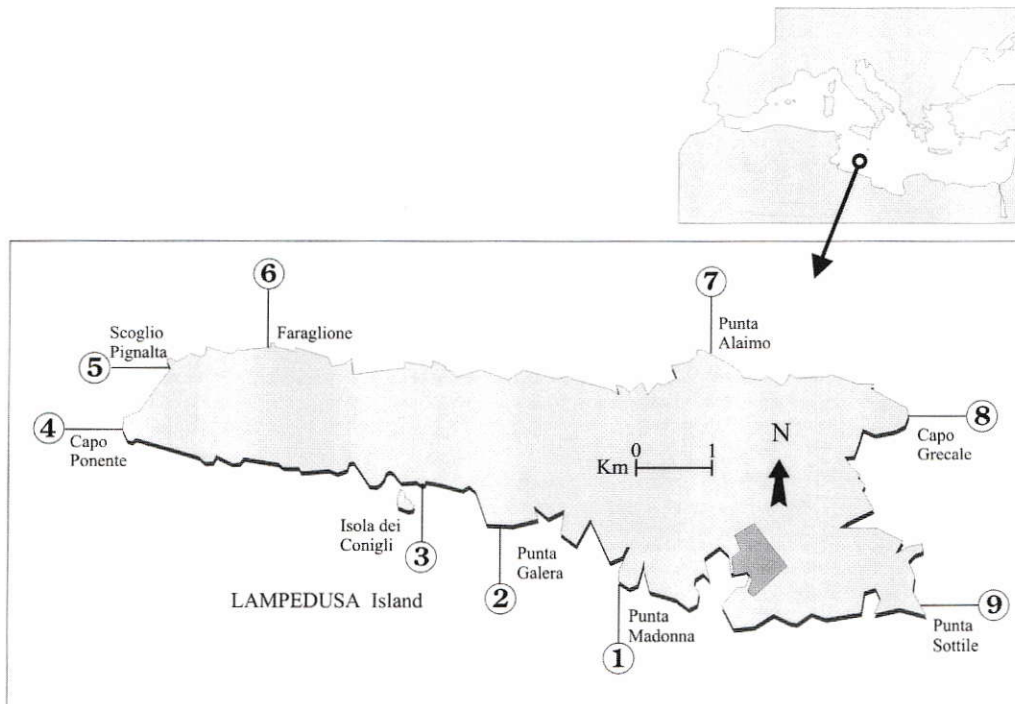 6
7
Scoglio
Pignalta
Faraglione
Punta
Alaimo
5
4
8
Capo
Ponente
N
Capo
Grecale
0 1
Km
Isola dei
Conigli
3
Punta
Galera
2
LAMPEDUSA Island
Punta
Madonna
1
9
Punta
Sottile